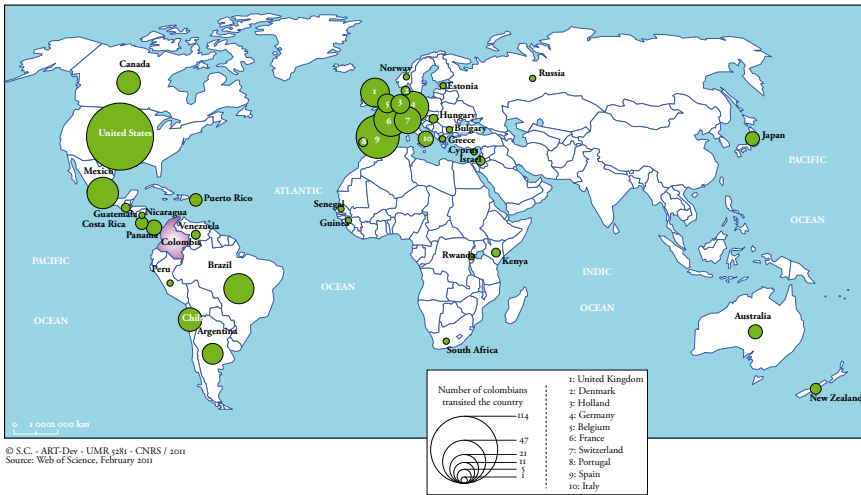 Norway
Canada
Russia
Estonia
1
2
5
3
4
Hungary
6
7
United States
Bulgary
Japan
10
9
Greece
Cyprus
PACIFIC
Israel
Mexico
ATLANTIC
Puerto Rico
Senegal
Guatemala
Nicaragua
OCEAN
Costa Rica
Guinea
Venezuela
Panama
Colombia
Rwanda
Kenya
PACIFIC
Peru
Brazil
INDIC
OCEAN
OCEAN
Chile
Australia
OCEAN
Argentina
South Africa
New Zealand
0 1 0002 000 km
Number of colombians
transited the country
114
47
21
11
5
1
1: United Kingdom
2: Denmark
3: Holland
4: Germany
5: Belgium
6: France
7: Switzerland
8: Portugal
9: Spain
10: Italy
© S.C. - ART-Dev - UMR 5281 - CNRS / 2011
Source: Web of Science, February 2011